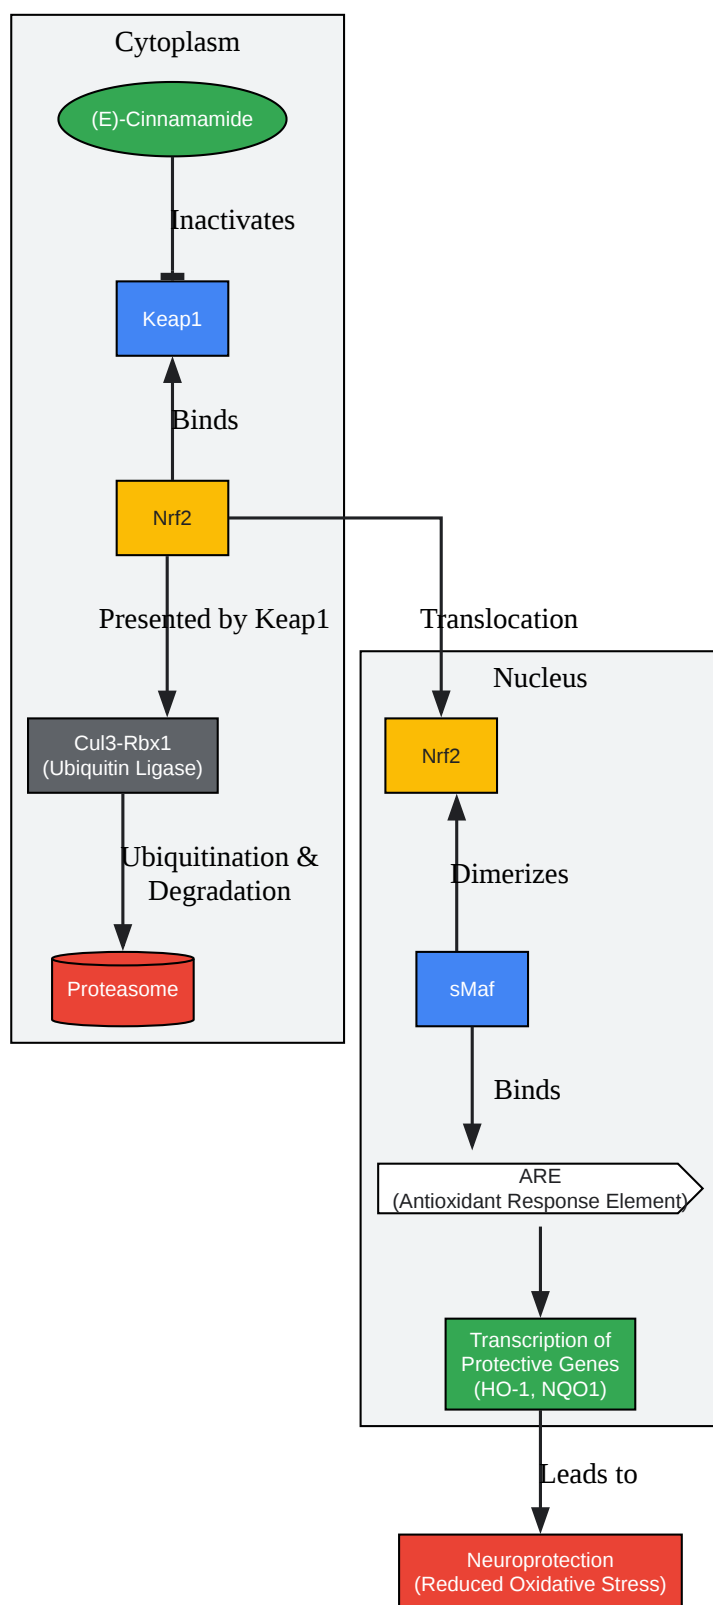 Cytoplasm
(E)-Cinnamamide
Inactivates
Keap1
Binds
Nrf2
Presented by Keap1
Translocation
Nucleus
Cul3-Rbx1
(Ubiquitin Ligase)
Nrf2
Ubiquitination &
Degradation
Dimerizes
Proteasome
sMaf
Binds
ARE
(Antioxidant Response Element)
Transcription of
Protective Genes
(HO-1, NQO1)
Leads to
Neuroprotection
(Reduced Oxidative Stress)